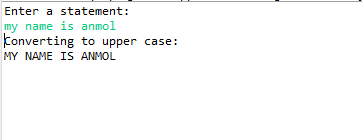 Enter a statement:
my name is anmol
Converting to upper case:
MY NAME IS ANMOL